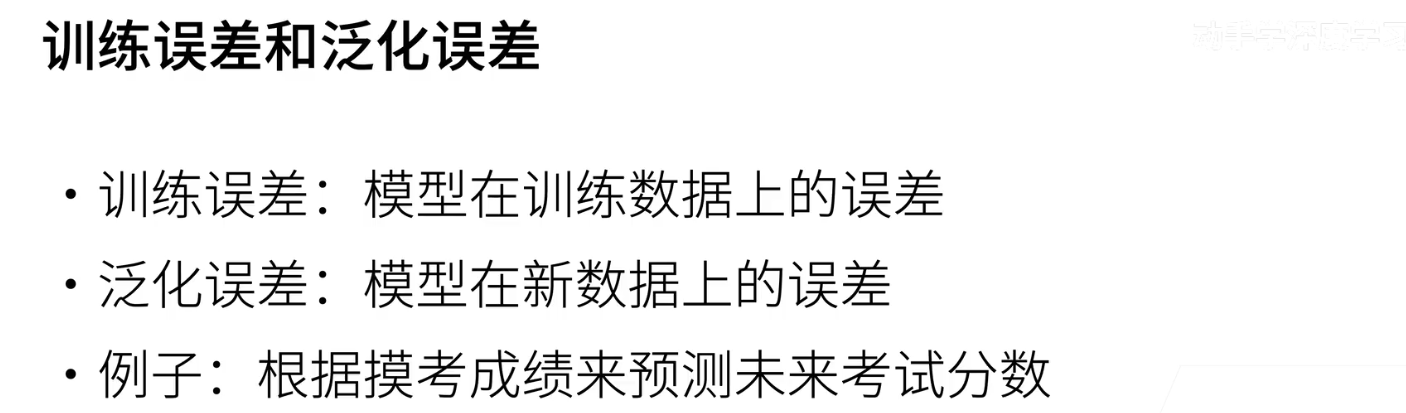 训练误差和泛化误差
动手学深度学习
• 训练误差：模型在训练数据上的误差
• 泛化误差：模型在新数据上的误差
• 例子：根据摸考成绩来预测未来考试分数